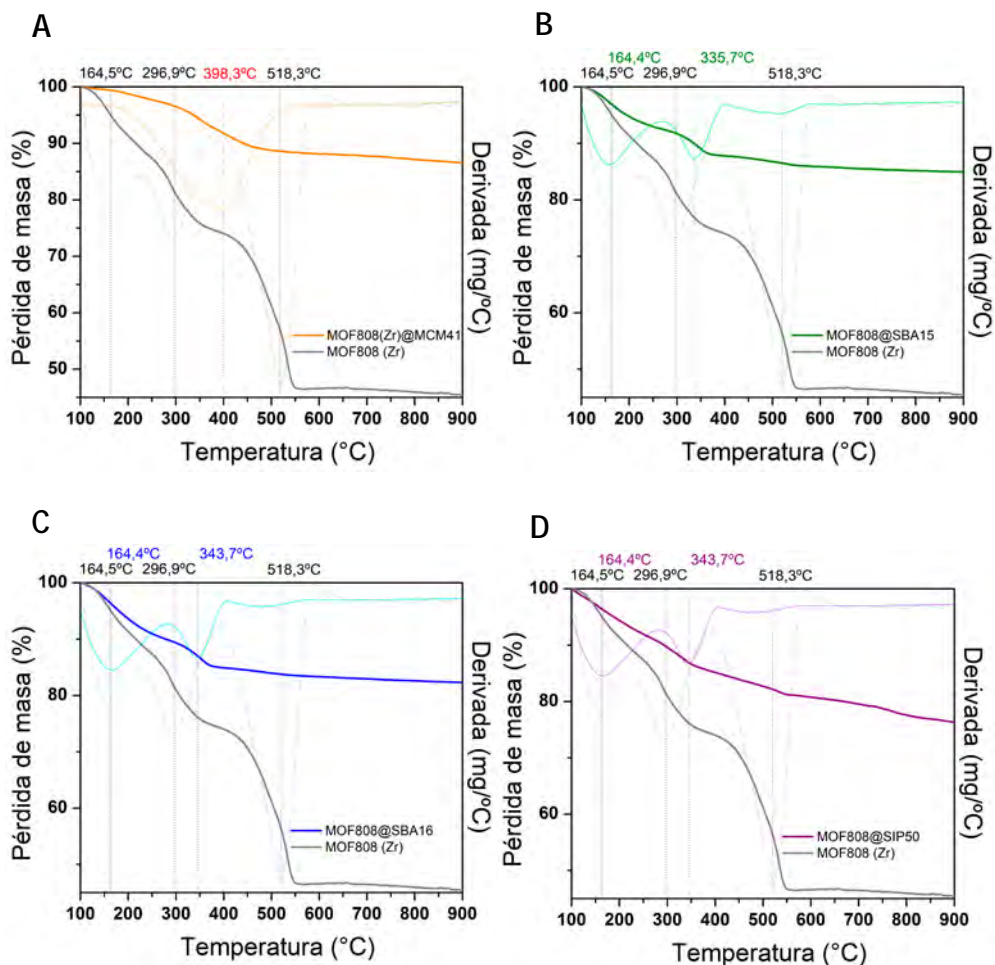 A
164,5ºC 296,9ºC 398,3ºC 518,3ºC
Pérdida de masa (%)
100
90
80
70
60
50
MOF808(Zr)@MCM41
MOF808 (Zr)
Derivada (mg/ºC)
100 200 300 400 500 600 700 800 900
Temperatura (°C)
B
164,4ºC 335,7ºC
164,5ºC 296,9ºC 518,3ºC
Pérdida de masa (%)
100
80
60
MOF808@SBA15
MOF808 (Zr)
Derivada (mg/ºC)
100 200 300 400 500 600 700 800 900
Temperatura (°C)
C
164,4ºC 343,7ºC
164,5ºC 296,9ºC 518,3ºC
Pérdida de masa (%)
100
80
60
MOF808@SBA16
MOF808 (Zr)
Derivada (mg/ºC)
100 200 300 400 500 600 700 800 900
Temperatura (°C)
D
164,4ºC 343,7ºC
164,5ºC 296,9ºC 518,3ºC
Pérdida de masa (%)
100
80
60
MOF808@SIP50
MOF808 (Zr)
Derivada (mg/ºC)
100 200 300 400 500 600 700 800 900
Temperatura (°C)